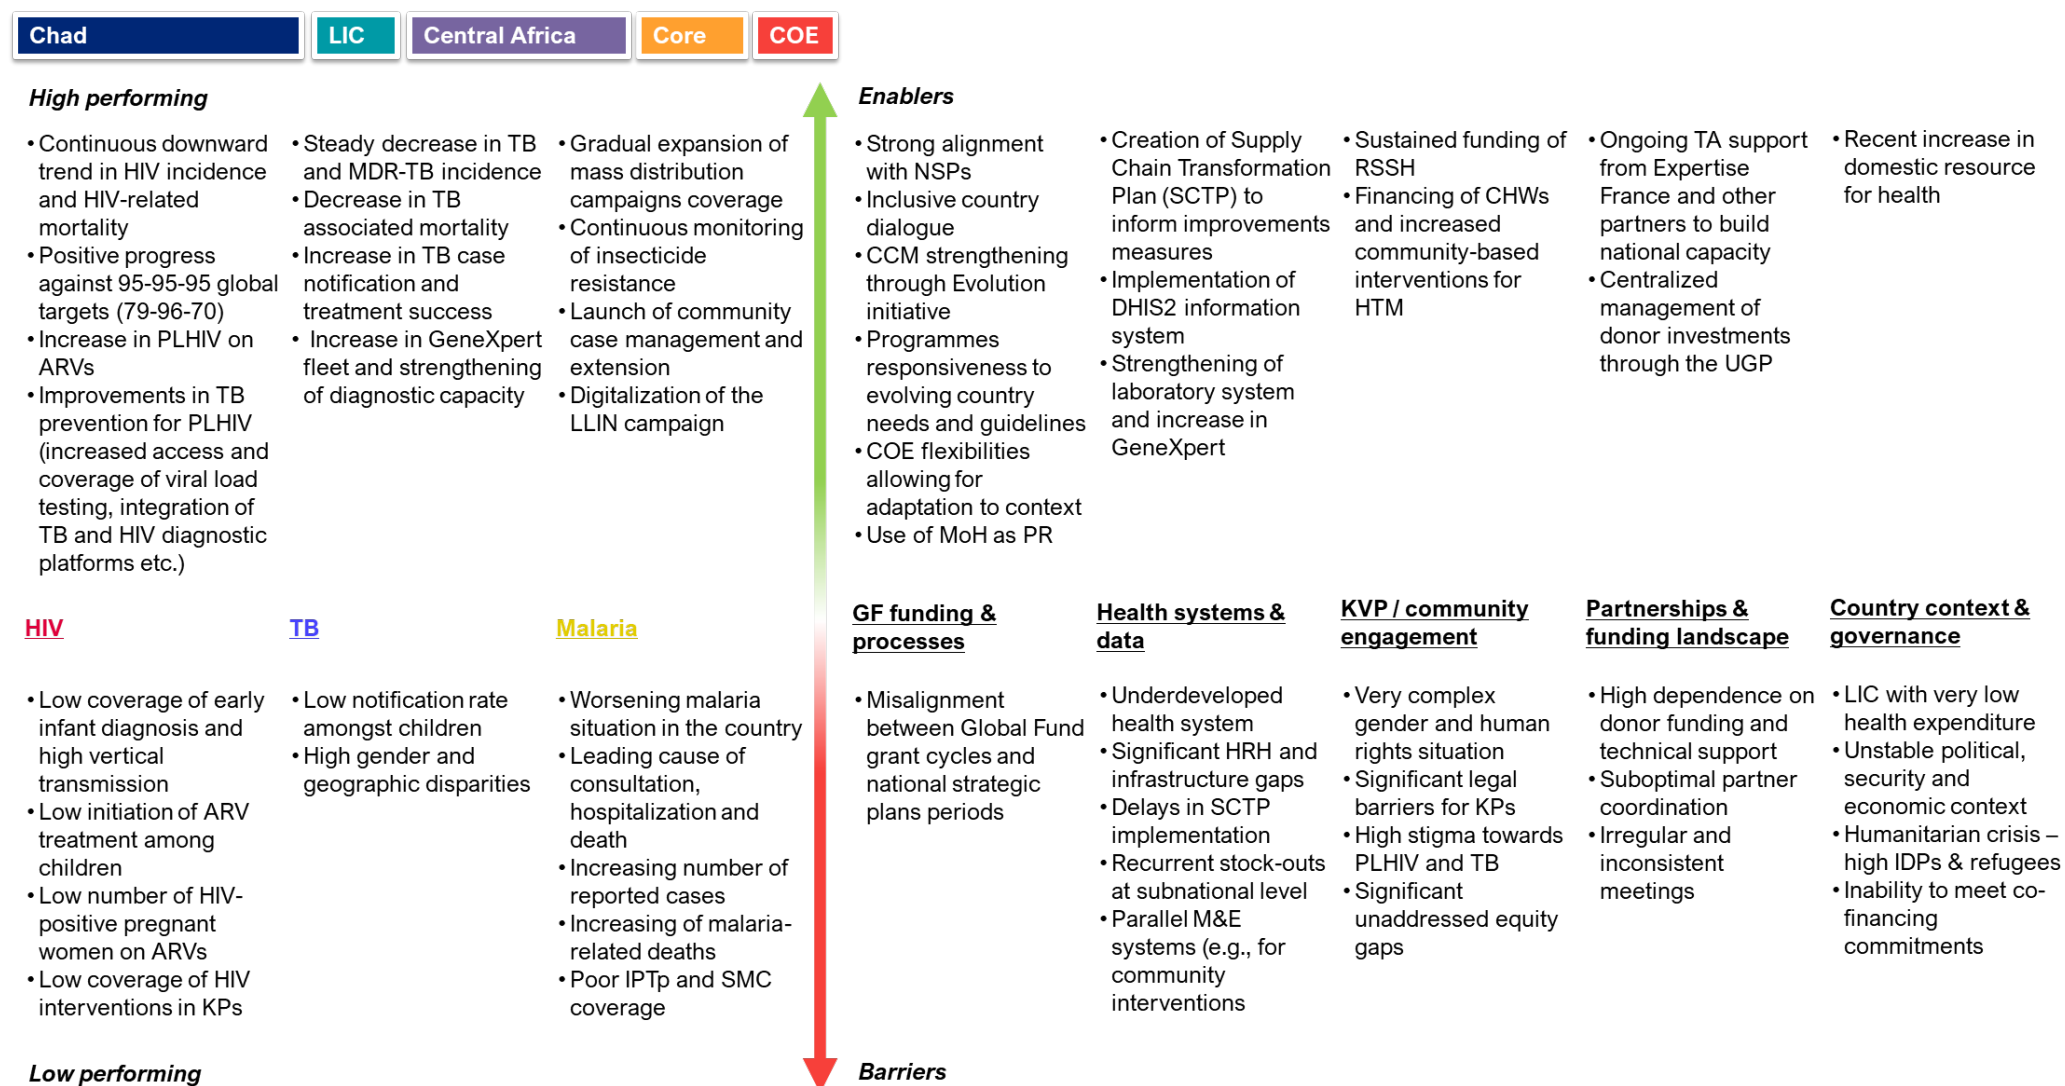 Chad
LIC
Central Africa
Core
COE
High performing
• Continuous downward
trend in HIV incidence
and HIV-related
mortality
• Positive progress
against 95-95-95 global
targets (79-96-70)
• Increase in PLHIV on
ARVs
• Improvements in TB
prevention for PLHIV
(increased access and
coverage of viral load
testing, integration of
TB and HIV diagnostic
platforms etc.)
• Steady decrease in TB
and MDR-TB incidence
• Decrease in TB
associated mortality
• Increase in TB case
notification and
treatment success
• Increase in GeneXpert
fleet and strengthening
of diagnostic capacity
• Gradual expansion of
mass distribution
campaigns coverage
• Continuous monitoring
of insecticide
resistance
• Launch of community
case management and
extension
• Digitalization of the
LLIN campaign
Enablers
• Strong alignment
with NSPs
• Inclusive country
dialogue
• CCM strengthening
through Evolution
initiative
• Programmes
responsiveness to
evolving country
needs and guidelines
• COE flexibilities
allowing for
adaptation to context
• Use of MoH as PR
• Creation of Supply
Chain Transformation
Plan (SCTP) to
inform improvements
measures
• Implementation of
DHIS2 information
system
• Strengthening of
laboratory system
and increase in
GeneXpert
• Sustained funding of
RSSH
• Financing of CHWs
and increased
community-based
interventions for
HTM
• Ongoing TA support
from Expertise
France and other
partners to build
national capacity
• Centralized
management of
donor investments
through the UGP
• Recent increase in
domestic resource
for health
HIV
TB
Malaria
GF funding &
processes
Health systems &
data
KVP / community
engagement
Partnerships &
funding landscape
Country context &
governance
• Low coverage of early
infant diagnosis and
high vertical
transmission
• Low initiation of ARV
treatment among
children
• Low number of HIV-
positive pregnant
women on ARVs
• Low coverage of HIV
interventions in KPs
• Low notification rate
amongst children
• High gender and
geographic disparities
• Worsening malaria
situation in the country
• Leading cause of
consultation,
hospitalization and
death
• Increasing number of
reported cases
• Increasing of malaria-
related deaths
• Poor IPTp and SMC
coverage
• Misalignment
between Global Fund
grant cycles and
national strategic
plans periods
• Underdeveloped
health system
• Significant HRH and
infrastructure gaps
• Delays in SCTP
implementation
• Recurrent stock-outs
at subnational level
• Parallel M&E
systems (e.g., for
community
interventions
• Very complex
gender and human
rights situation
• Significant legal
barriers for KPs
• High stigma towards
PLHIV and TB
• Significant
unaddressed equity
gaps
• High dependence on
donor funding and
technical support
• Suboptimal partner
coordination
• Irregular and
inconsistent
meetings
• LIC with very low
health expenditure
• Unstable political,
security and
economic context
• Humanitarian crisis –
high IDPs & refugees
• Inability to meet co-
financing
commitments
Low performing
Barriers